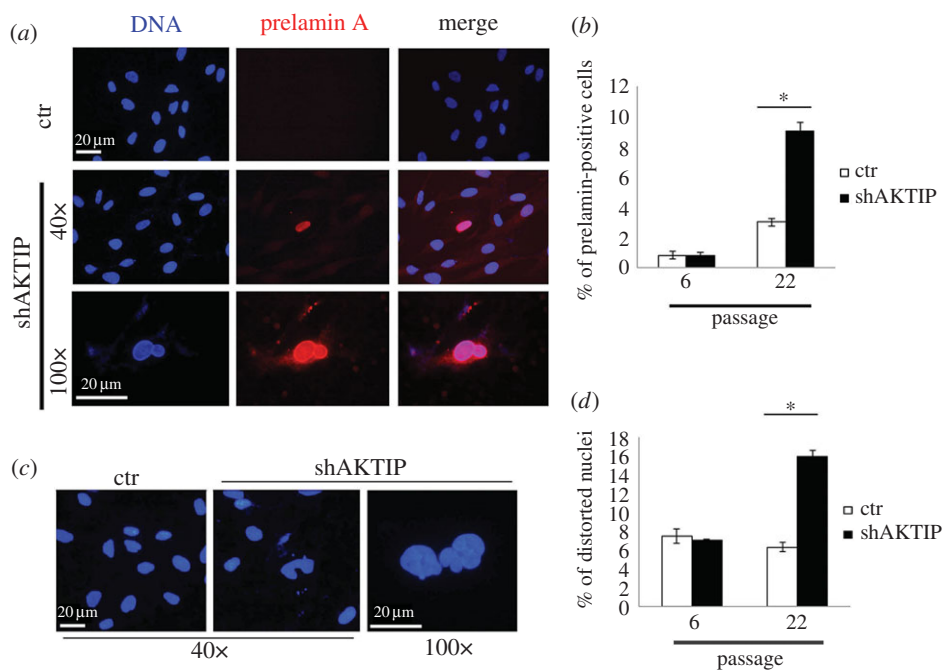 (a)
DNA
prelamin A
merge
ctr
20 µm
shAKTIP
40×
100×
20 µm
(b)
% of prelamin-positive cells
12
10
8
6
4
2
0
*
ctr
shAKTIP
6
22
passage
(c)
ctr
shAKTIP
20 µm
20 µm
40×
100×
(d)
% of distorted nuclei
18
16
14
12
10
8
6
4
2
0
*
ctr
shAKTIP
6
22
passage